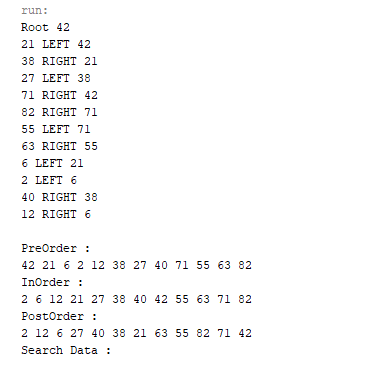 run:
Root 42
21 LEFT 42
38 RIGHT 21
27 LEFT 38
71 RIGHT 42
82 RIGHT 71
55 LEFT 71
63 RIGHT 55
6 LEFT 21
2 LEFT 6
40 RIGHT 38
12 RIGHT 6
PreOrder :
42 21 6 2 12 38 27 40 71 55 63 82
InOrder :
2 6 12 21 27 38 40 42 55 63 71 82
PostOrder :
2 12 6 27 40 38 21 63 55 82 71 42
Search Data :